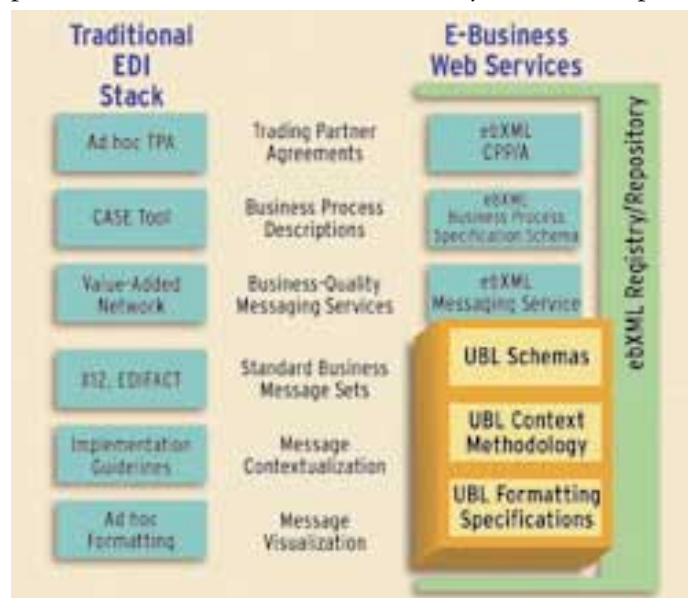 Traditional
EDI
Stack
E-Business
Web Services
Ad hoc TPA
Trading Partner
Agreements
ebXML
CPP/A
CASE Tool
Business Process
Descriptions
ebXML
Business Process
Specification Schema
Value-Added
Network
Business-Quality
Messaging Services
ebXML
Messaging Service
X12, EDIFACT
Standard Business
Message Sets
UBL Schemas
Implementation
Guidelines
Message
Contextualization
UBL Context
Methodology
Ad hoc
Formatting
Message
Visualization
UBL Formatting
Specifications
ebXML Registry/Repository